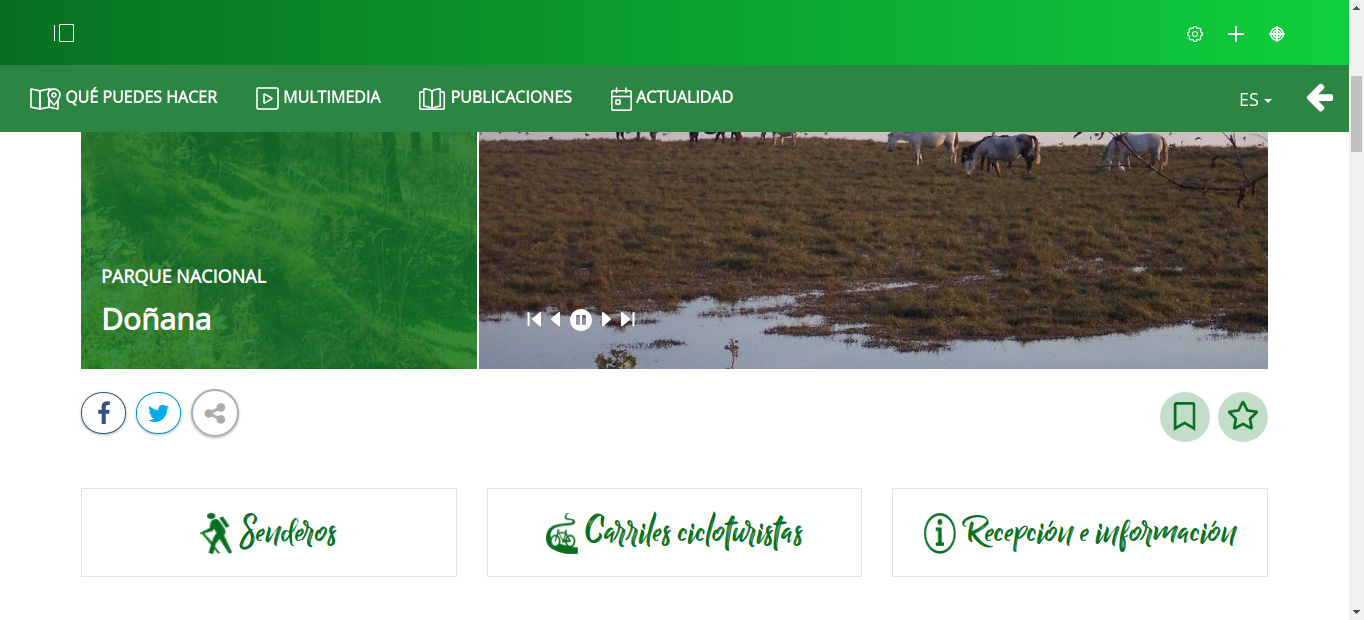 QUÉ PUEDES HACER
MULTIMEDIA
PUBLICACIONES
ACTUALIDAD
ES
PARQUE NACIONAL
Doñana
Senderos
Carriles cicloturistas
Recepción e información